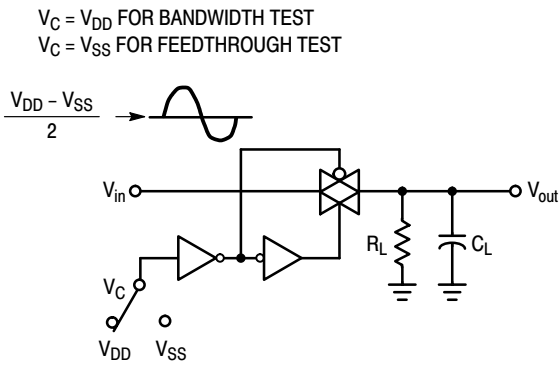 V_C = V_DD FOR BANDWIDTH TEST
V_C = V_SS FOR FEEDTHROUGH TEST
V_DD – V_SS
2
V_in
V_out
R_L
C_L
V_C
V_DD
V_SS